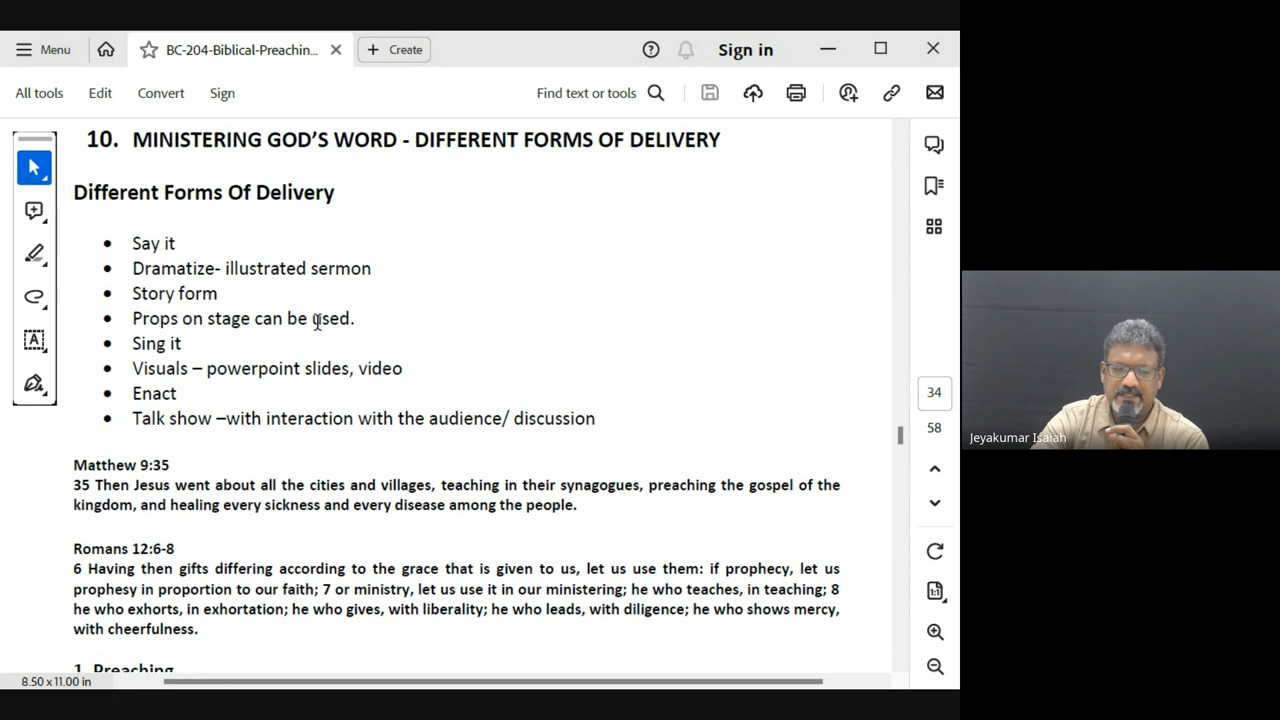 Menu
BC-204-Biblical-Preachin...
Create
Sign in
All tools
Edit
Convert
Sign
Find text or tools
10. MINISTERING GOD'S WORD - DIFFERENT FORMS OF DELIVERY
Different Forms Of Delivery
• Say it
• Dramatize- illustrated sermon
• Story form
• Props on stage can be used.
• Sing it
• Visuals – powerpoint slides, video
• Enact
• Talk show –with interaction with the audience/ discussion
Matthew 9:35
35 Then Jesus went about all the cities and villages, teaching in their synagogues, preaching the gospel of the
kingdom, and healing every sickness and every disease among the people.
Romans 12:6-8
6 Having then gifts differing according to the grace that is given to us, let us use them: if prophecy, let us
prophesy in proportion to our faith; 7 or ministry, let us use it in our ministering; he who teaches, in teaching; 8
he who exhorts, in exhortation; he who gives, with liberality; he who leads, with diligence; he who shows mercy,
with cheerfulness.
1. Preaching
8.50 x 11.00 in
34
58
1:1
Jeyakumar Isaiah